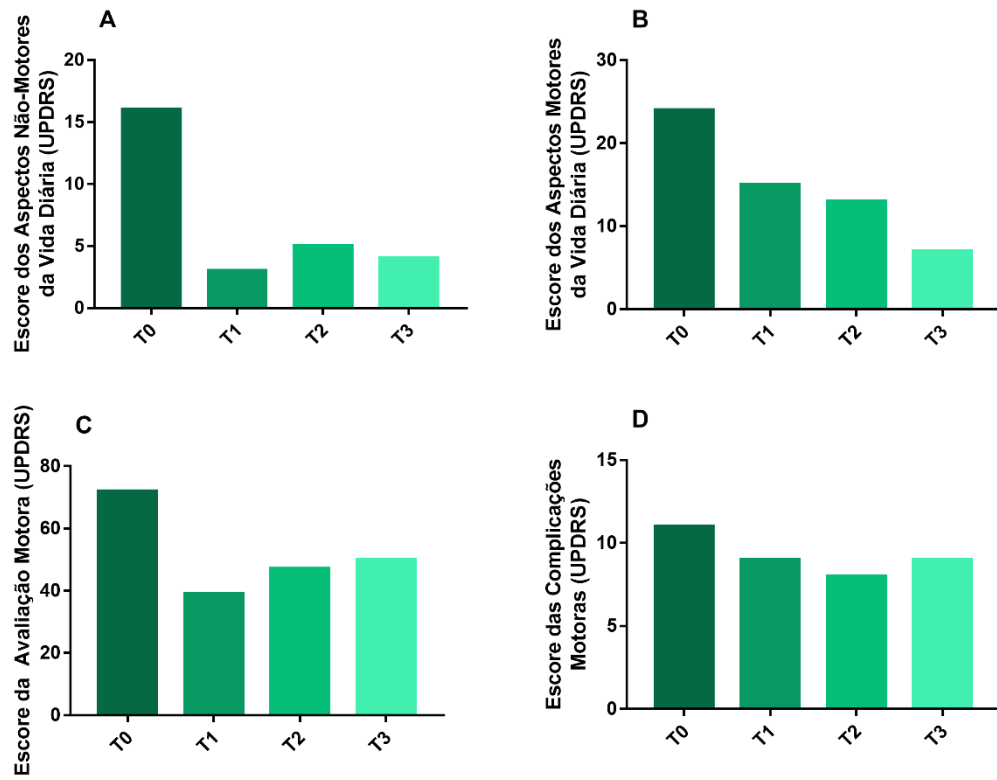 A
Escore dos Aspectos Não-Motores
da Vida Diária (UPDRS)
20
15
10
5
0
T0
T1
T2
T3
B
Escore dos Aspectos Motores
da Vida Diária (UPDRS)
30
20
10
0
T0
T1
T2
T3
C
Escore da Avaliação Motora (UPDRS)
80
60
40
20
0
T0
T1
T2
T3
D
Escore das Complicações
Motoras (UPDRS)
15
10
5
0
T0
T1
T2
T3